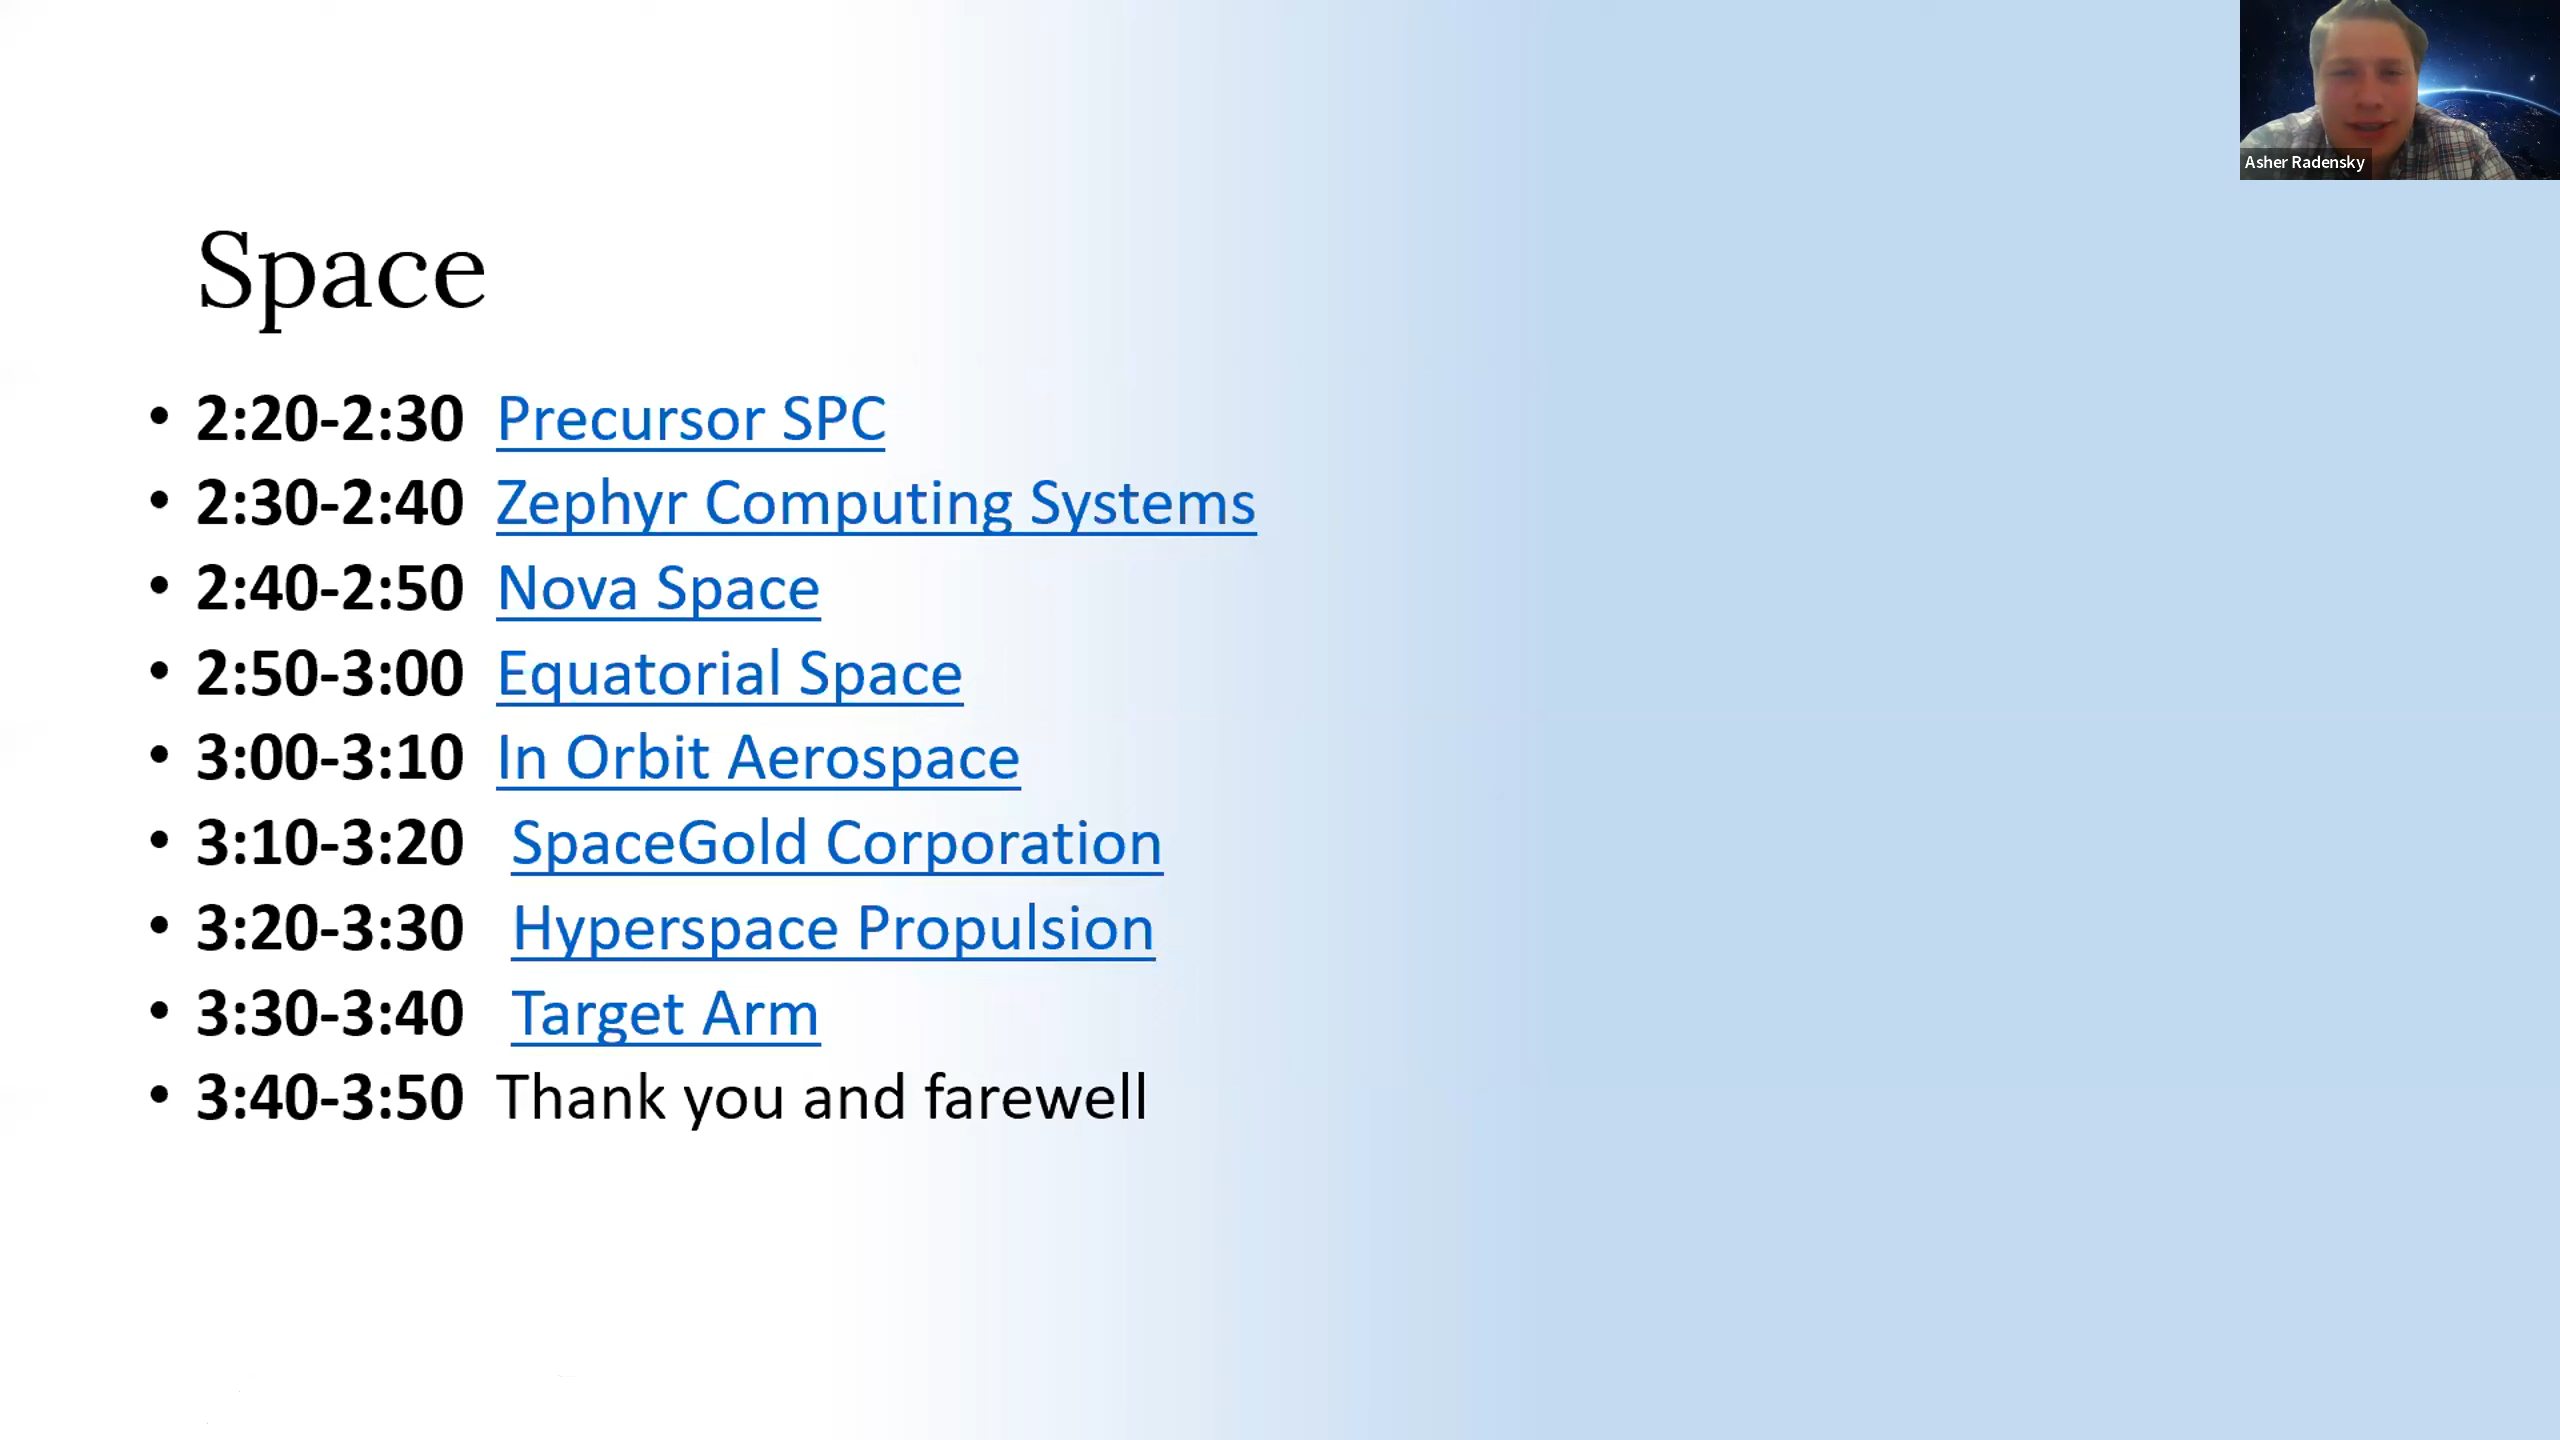 Asher Radensky
Space
• 2:20-2:30 Precursor SPC
• 2:30-2:40 Zephyr Computing Systems
• 2:40-2:50 Nova Space
• 2:50-3:00 Equatorial Space
• 3:00-3:10 In Orbit Aerospace
• 3:10-3:20 SpaceGold Corporation
• 3:20-3:30 Hyperspace Propulsion
• 3:30-3:40 Target Arm
• 3:40-3:50 Thank you and farewell